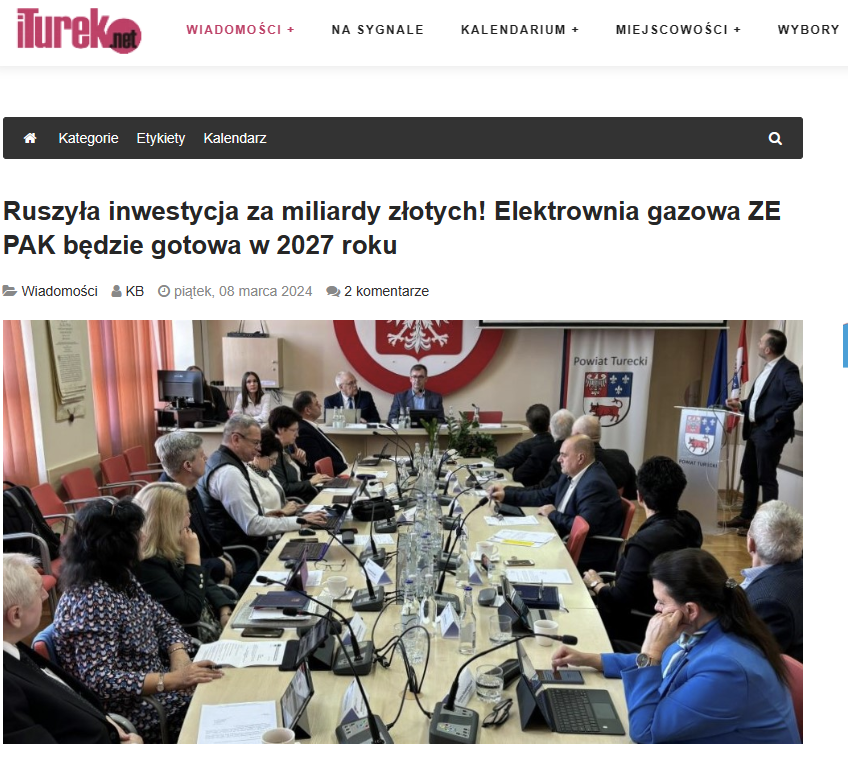 iTurek.net
WIADOMOŚCI +
NA SYGNALE
KALENDARIUM +
MIEJSCOWOŚCI +
WYBORY
Kategorie
Etykiety
Kalendarz
Ruszyła inwestycja za miliardy złotych! Elektrownia gazowa ZE
PAK będzie gotowa w 2027 roku
Wiadomości
KB
piątek, 08 marca 2024
2 komentarze
Powiat Turecki
POWIAT TURECKI